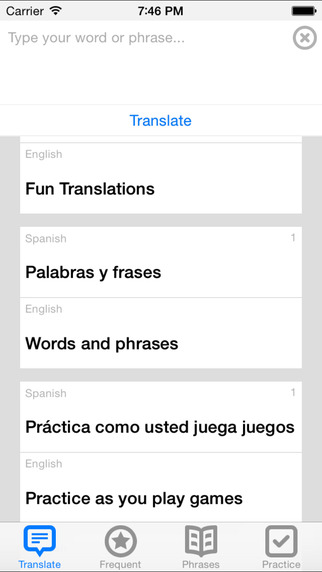 Carrier 7:46 PM
Type your word or phrase...
Translate
English
Fun Translations
Spanish 1
Palabras y frases
English
Words and phrases
Spanish 1
Práctica como usted juega juegos
English
Practice as you play games
Translate Frequent Phrases Practice